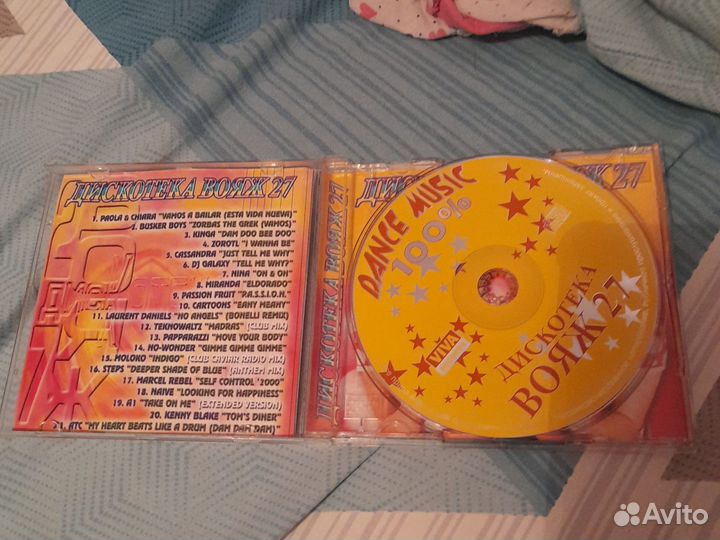 ДИСКОТЕКА ВОЯЖ 27
1. PAOLA & CHIARA "VAMOS A BAILAR (ESTA VIDA NUEVA)"
2. BUSKER BOYS "ZORBAS THE GREK (VAMOS)"
3. KINGA "DAM DOO BEE DOO"
4. ZOROTL "I WANNA BE"
5. CASSANDRA "JUST TELL ME WHY"
6. DJ GALAXY "TELL ME WHY?"
7. NINA "ON & ON"
8. MIRANDA "ELDORADO"
9. PASSION FRUIT "P.A.S.S.I.O.N."
10. CARTOONS "EANY MEANY"
11. LAURENT DANIELS "NO ANGELS" (BONELLI REMIX)
12. TEKNOWALTZ "MADRAS" (CLUB MIX)
13. PAPPARAZZI "MOVE YOUR BODY"
14. NO-WONDER "GIMME GIMME GIMME"
15. MOLOKO "INDIGO" (CLUB CAVIAR RADIO MIX)
16. STEPS "DEEPER SHADE OF BLUE" (ANTHEM MIX)
17. MARCEL REBEL "SELF CONTROL '2000"
18. NAIVE "LOOKING FOR HAPPINESS"
19. A1 "TAKE ON ME" (EXTENDED VERSION)
20. KENNY BLAKE "TOM'S DINER"
21. ATC "MY HEART BEATS LIKE A DRUM (DAM DAH DAM)"
ДИСКОТЕКА ВОЯЖ 27
ДИСКОТЕКА ВОЯЖ 27
DANCE MUSIC
100%
VIVA!
ДИСКОТЕКА
ВОЯЖ 27
Avito